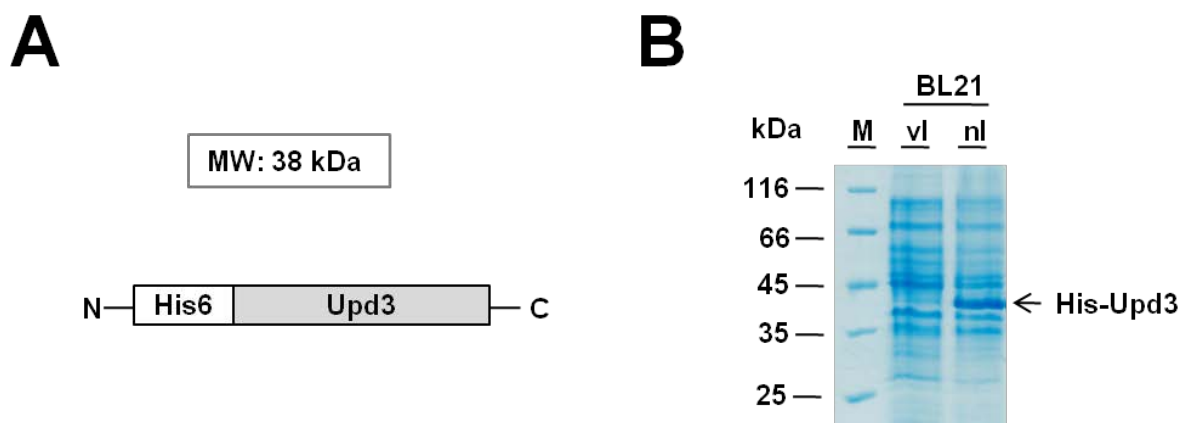 A
MW: 38 kDa
N
His6
Upd3
C
B
BL21
kDa
M
vI
nI
116
66
45
His-Upd3
35
25